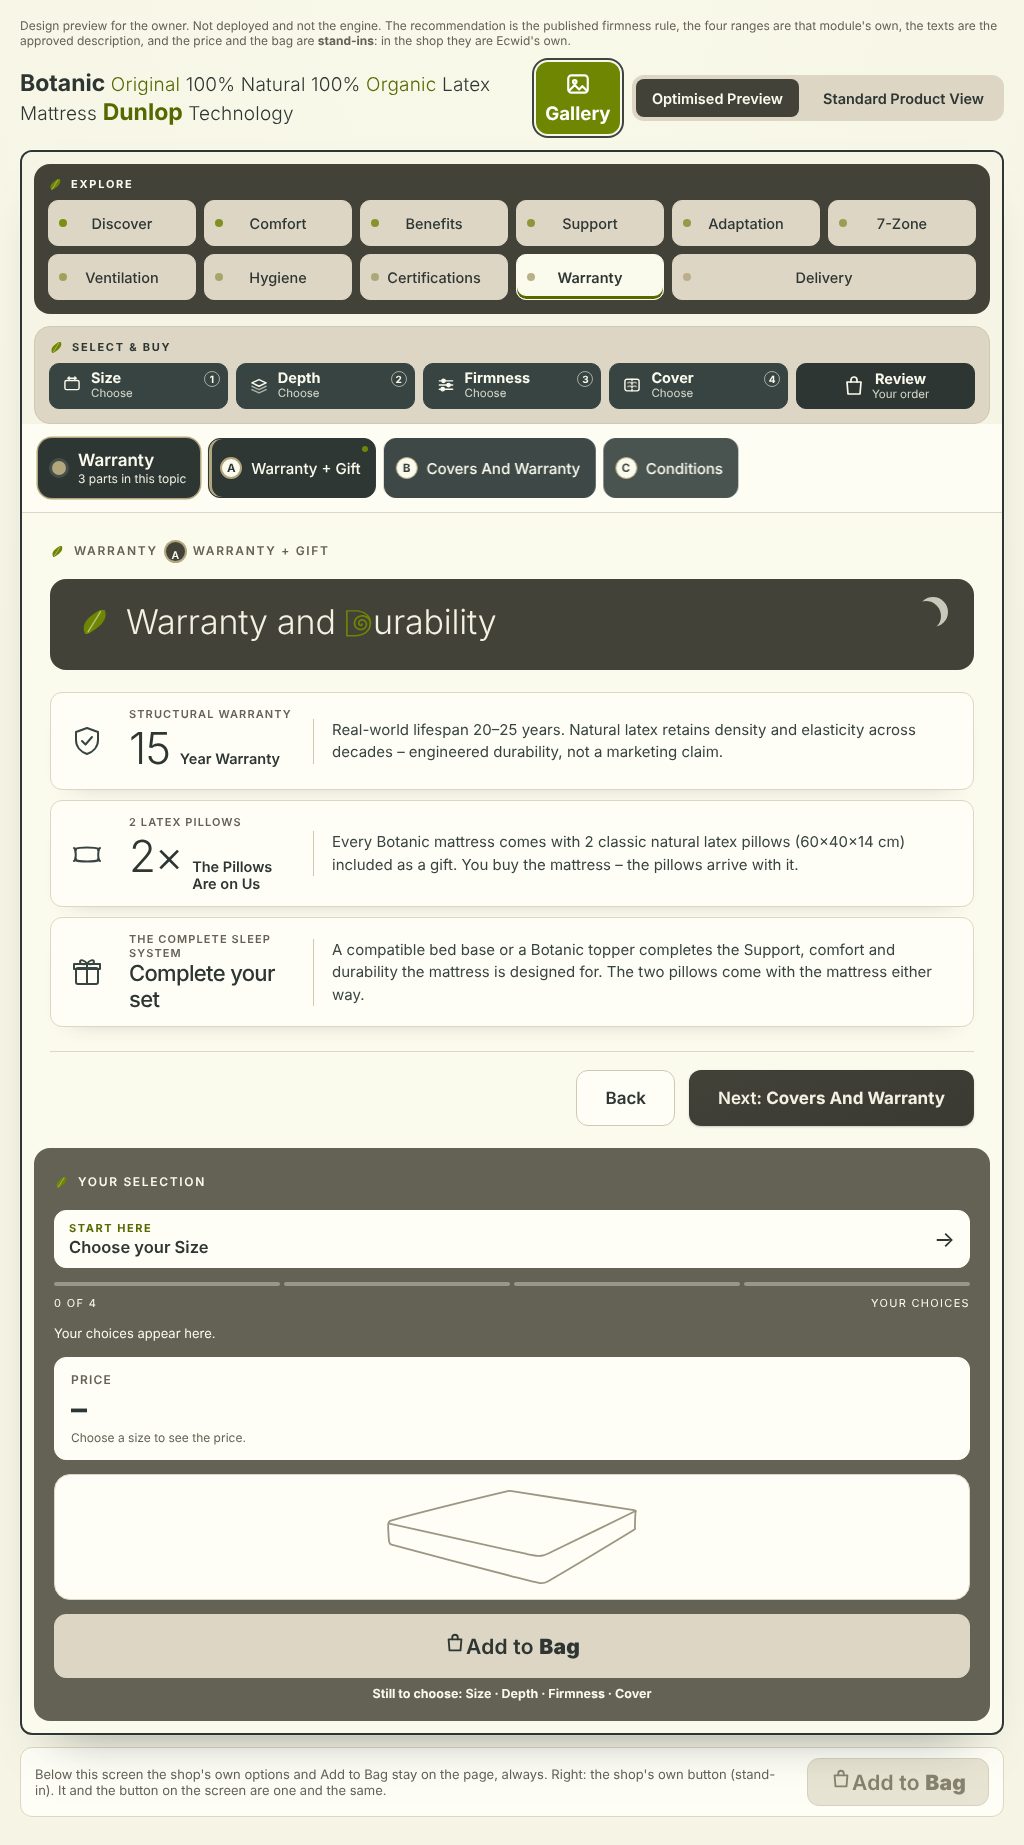 Design preview for the owner. Not deployed and not the engine. The recommendation is the published firmness rule, the four ranges are that module's own, the texts are the
approved description, and the price and the bag are stand-ins: in the shop they are Ecwid's own.
Botanic Original 100% Natural 100% Organic Latex
Mattress Dunlop Technology
Gallery
Optimised Preview
Standard Product View
EXPLORE
Discover
Comfort
Benefits
Support
Adaptation
7-Zone
Ventilation
Hygiene
Certifications
Warranty
Delivery
SELECT & BUY
Size
Choose
1
Depth
Choose
2
Firmness
Choose
3
Cover
Choose
4
Review
Your order
Warranty
3 parts in this topic
A Warranty + Gift
B Covers And Warranty
C Conditions
WARRANTY A WARRANTY + GIFT
Warranty and Durability
STRUCTURAL WARRANTY
15 Year Warranty
Real-world lifespan 20–25 years. Natural latex retains density and elasticity across
decades – engineered durability, not a marketing claim.
2 LATEX PILLOWS
2× The Pillows
Are on Us
Every Botanic mattress comes with 2 classic natural latex pillows (60×40×14 cm)
included as a gift. You buy the mattress – the pillows arrive with it.
THE COMPLETE SLEEP
SYSTEM
Complete your
set
A compatible bed base or a Botanic topper completes the Support, comfort and
durability the mattress is designed for. The two pillows come with the mattress either
way.
Back
Next: Covers And Warranty
YOUR SELECTION
START HERE
Choose your Size
0 OF 4
YOUR CHOICES
Your choices appear here.
PRICE
–
Choose a size to see the price.
Add to Bag
Still to choose: Size · Depth · Firmness · Cover
Below this screen the shop's own options and Add to Bag stay on the page, always. Right: the shop's own button (stand-
in). It and the button on the screen are one and the same.
Add to Bag